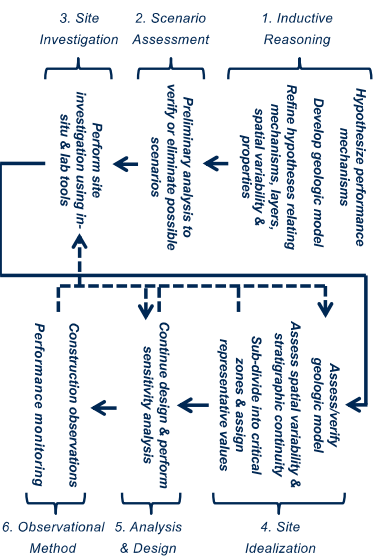 1. Inductive
Reasoning
Hypothesize performance
mechanisms
Develop geologic model
Refine hypotheses relating
mechanisms, layers,
spatial variability &
properties
2. Scenario
Assessment
Preliminary analysis to
verify or eliminate possible
scenarios
3. Site
Investigation
Perform site
investigation using in-
situ & lab tools
4. Site
Idealization
Assess/verify
geologic model
Assess spatial variability &
stratigraphic continuity
Sub-divide into critical
zones & assign
representative values
5. Analysis
& Design
Continue design & perform
sensitivity analysis
6. Observational
Method
Construction observations
Performance monitoring